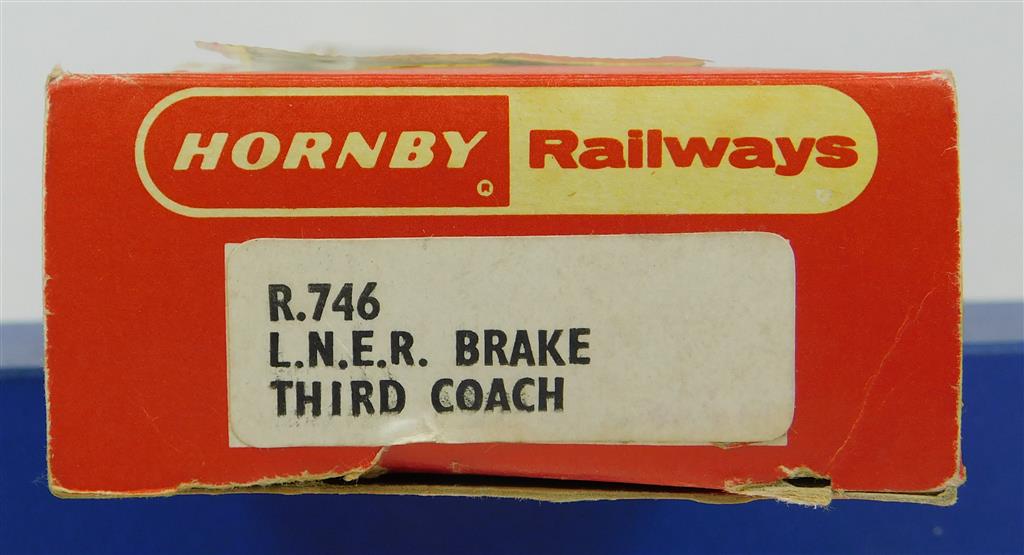 HORNBY ® Railways
R.746
L.N.E.R. BRAKE
THIRD COACH